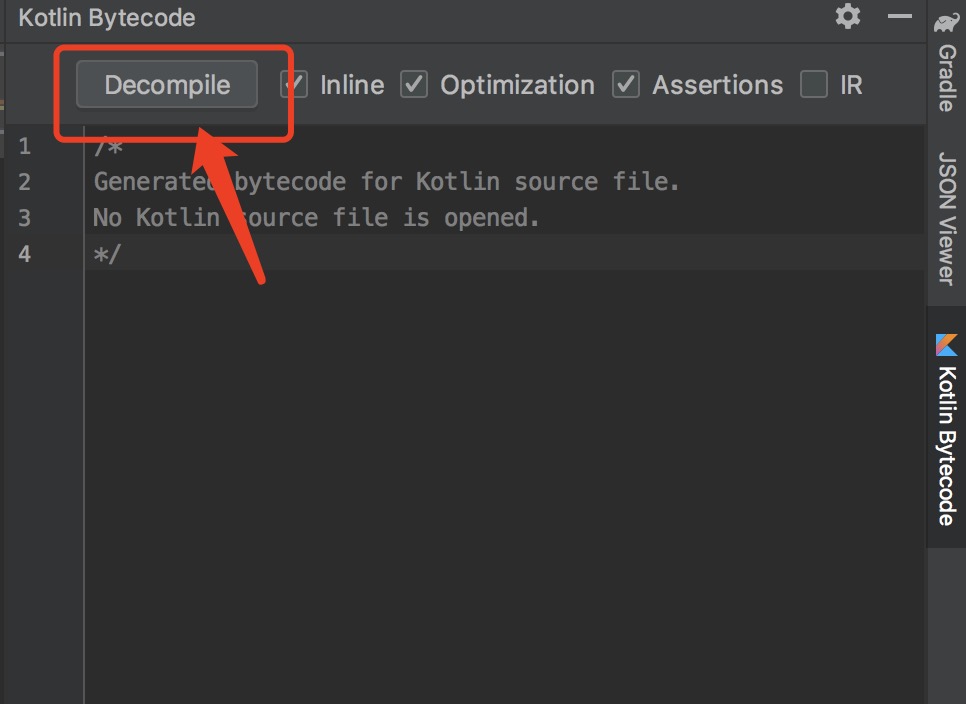 Kotlin Bytecode
Decompile Inline Optimization Assertions IR
1 /*
2 Generated bytecode for Kotlin source file.
3 No Kotlin source file is opened.
4 */
Gradle
JSON Viewer
Kotlin Bytecode